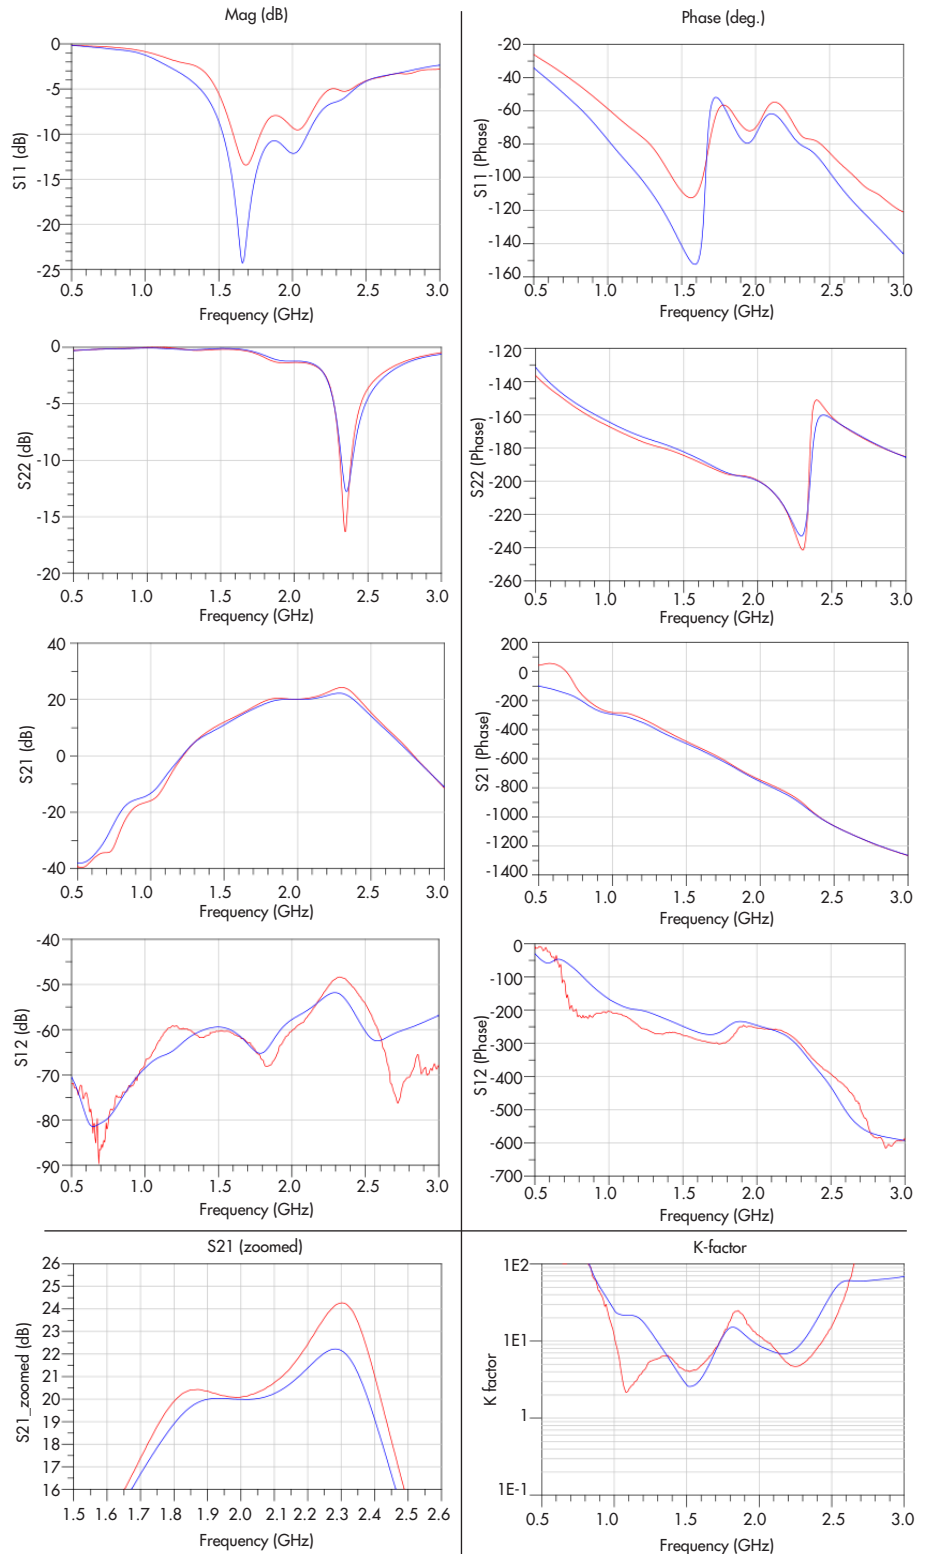 Mag (dB)
Phase (deg.)
0
-5
-10
-15
-20
-25
S11 (dB)
0.5 1.0 1.5 2.0 2.5 3.0
Frequency (GHz)
-20
-40
-60
-80
-100
-120
-140
-160
S11 (Phase)
0.5 1.0 1.5 2.0 2.5 3.0
Frequency (GHz)
0
-5
-10
-15
-20
S22 (dB)
0.5 1.0 1.5 2.0 2.5 3.0
Frequency (GHz)
-120
-140
-160
-180
-200
-220
-240
-260
S22 (Phase)
0.5 1.0 1.5 2.0 2.5 3.0
Frequency (GHz)
40
20
0
-20
-40
S21 (dB)
0.5 1.0 1.5 2.0 2.5 3.0
Frequency (GHz)
200
0
-200
-400
-600
-800
-1000
-1200
-1400
S21 (Phase)
0.5 1.0 1.5 2.0 2.5 3.0
Frequency (GHz)
-40
-50
-60
-70
-80
-90
S12 (dB)
0.5 1.0 1.5 2.0 2.5 3.0
Frequency (GHz)
0
-100
-200
-300
-400
-500
-600
-700
S12 (Phase)
0.5 1.0 1.5 2.0 2.5 3.0
Frequency (GHz)
S21 (zoomed)
26
25
24
23
22
21
20
19
18
17
16
S21_zoomed (dB)
1.5 1.6 1.7 1.8 1.9 2.0 2.1 2.2 2.3 2.4 2.5 2.6
Frequency (GHz)
K-factor
1E2
1E1
1
1E-1
K factor
0.5 1.0 1.5 2.0 2.5 3.0
Frequency (GHz)